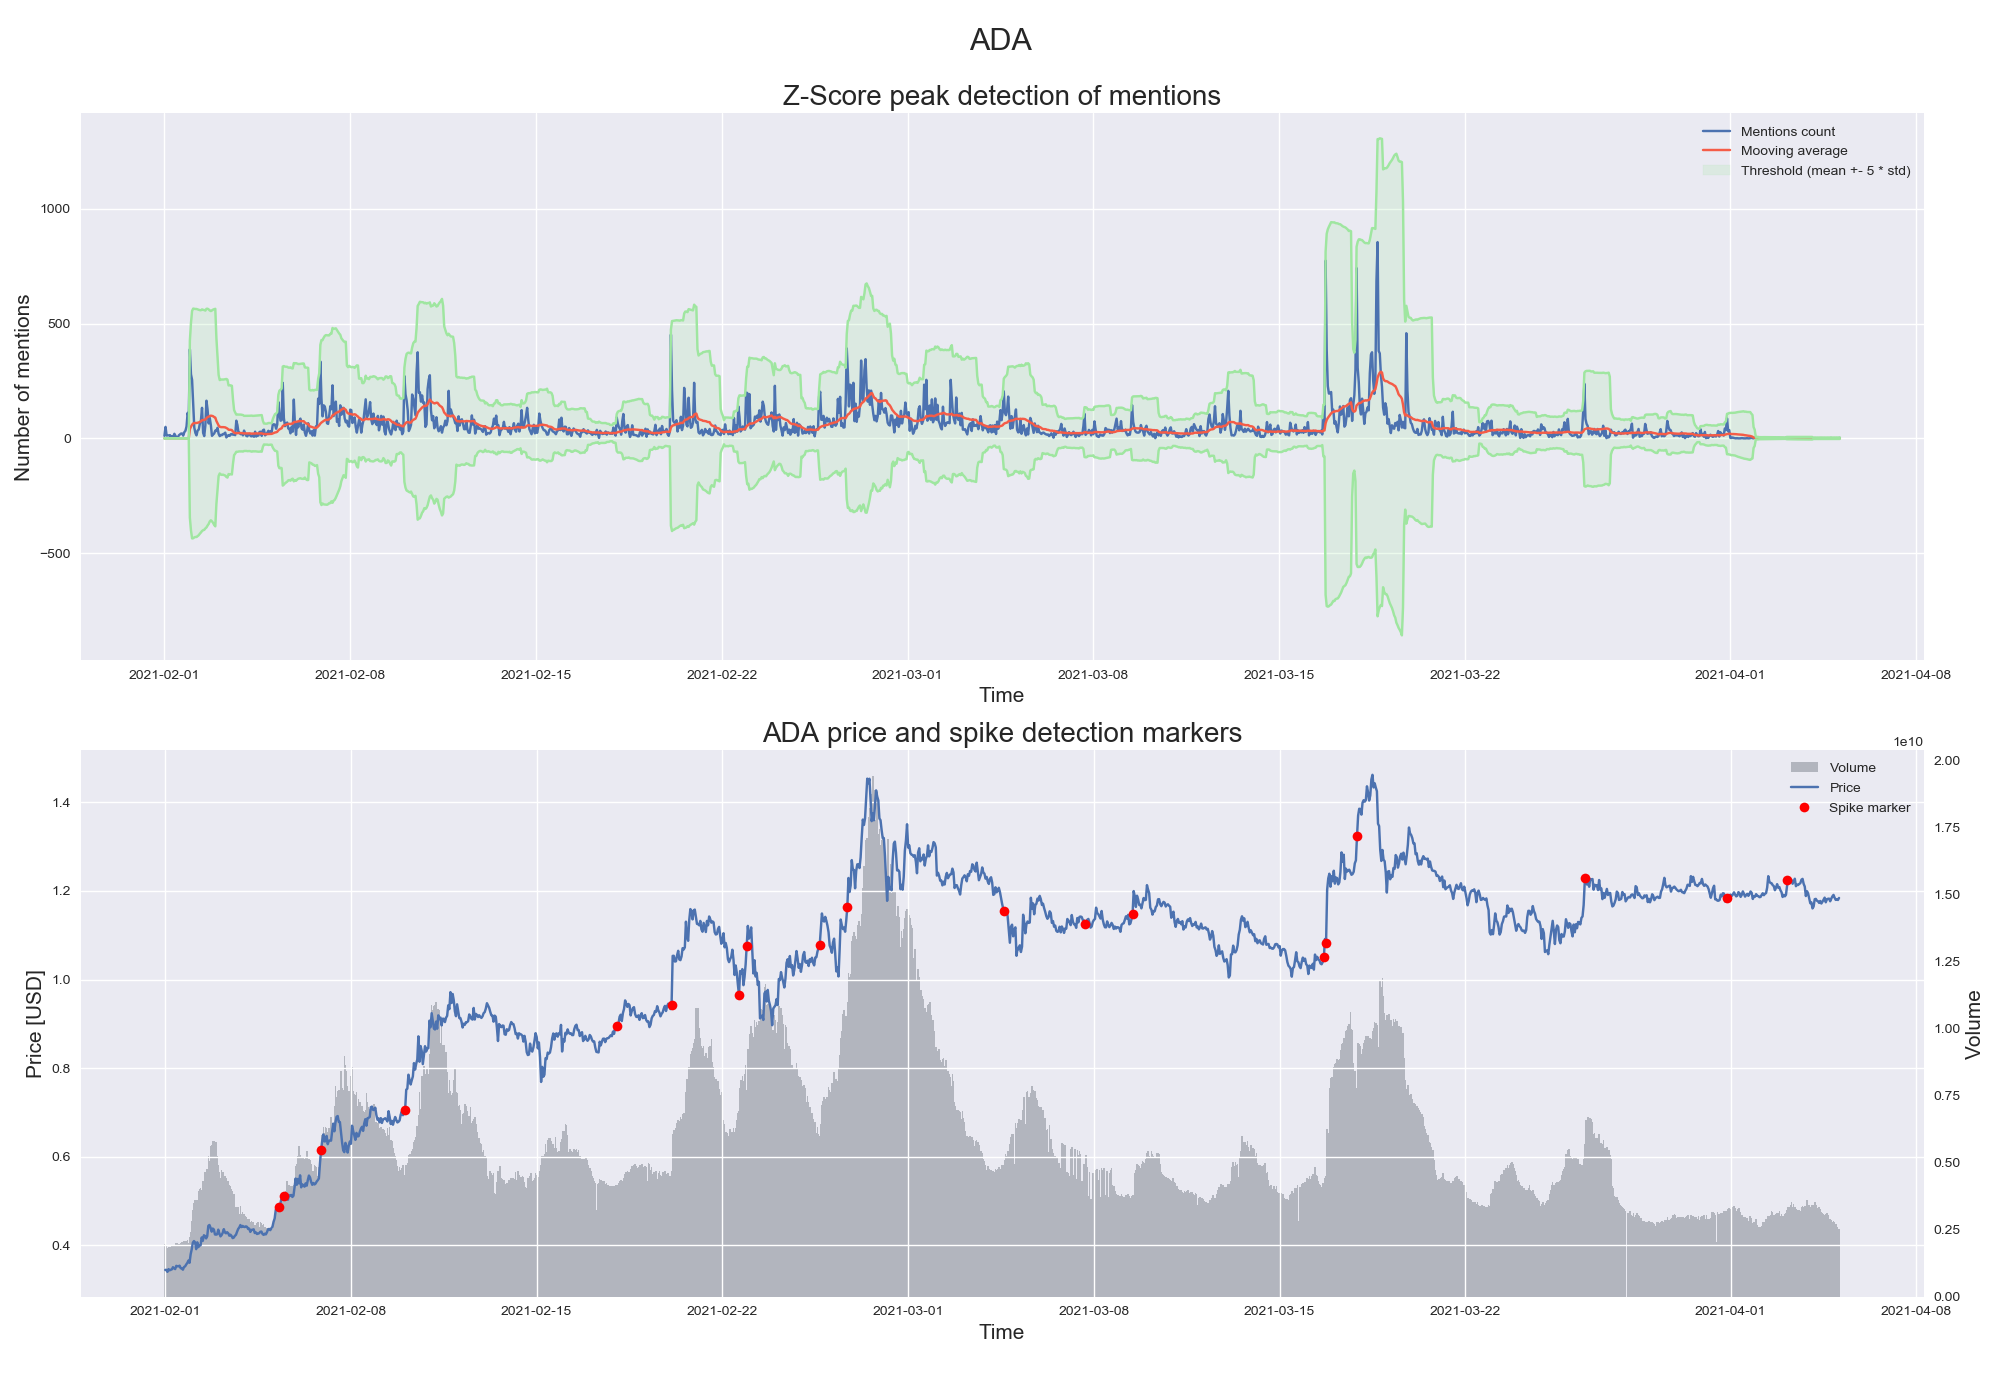 ADA
Z-Score peak detection of mentions
Mentions count
Mooving average
Threshold (mean +- 5 * std)
Number of mentions
1000
500
0
−500
2021-02-01 2021-02-08 2021-02-15 2021-02-22 2021-03-01 2021-03-08 2021-03-15 2021-03-22 2021-04-01 2021-04-08
Time
ADA price and spike detection markers
1e10
Volume
Price
Spike marker
Price [USD]
1.4
1.2
1.0
0.8
0.6
0.4
2.00
1.75
1.50
1.25
1.00
0.75
0.50
0.25
0.00
Volume
2021-02-01 2021-02-08 2021-02-15 2021-02-22 2021-03-01 2021-03-08 2021-03-15 2021-03-22 2021-04-01 2021-04-08
Time